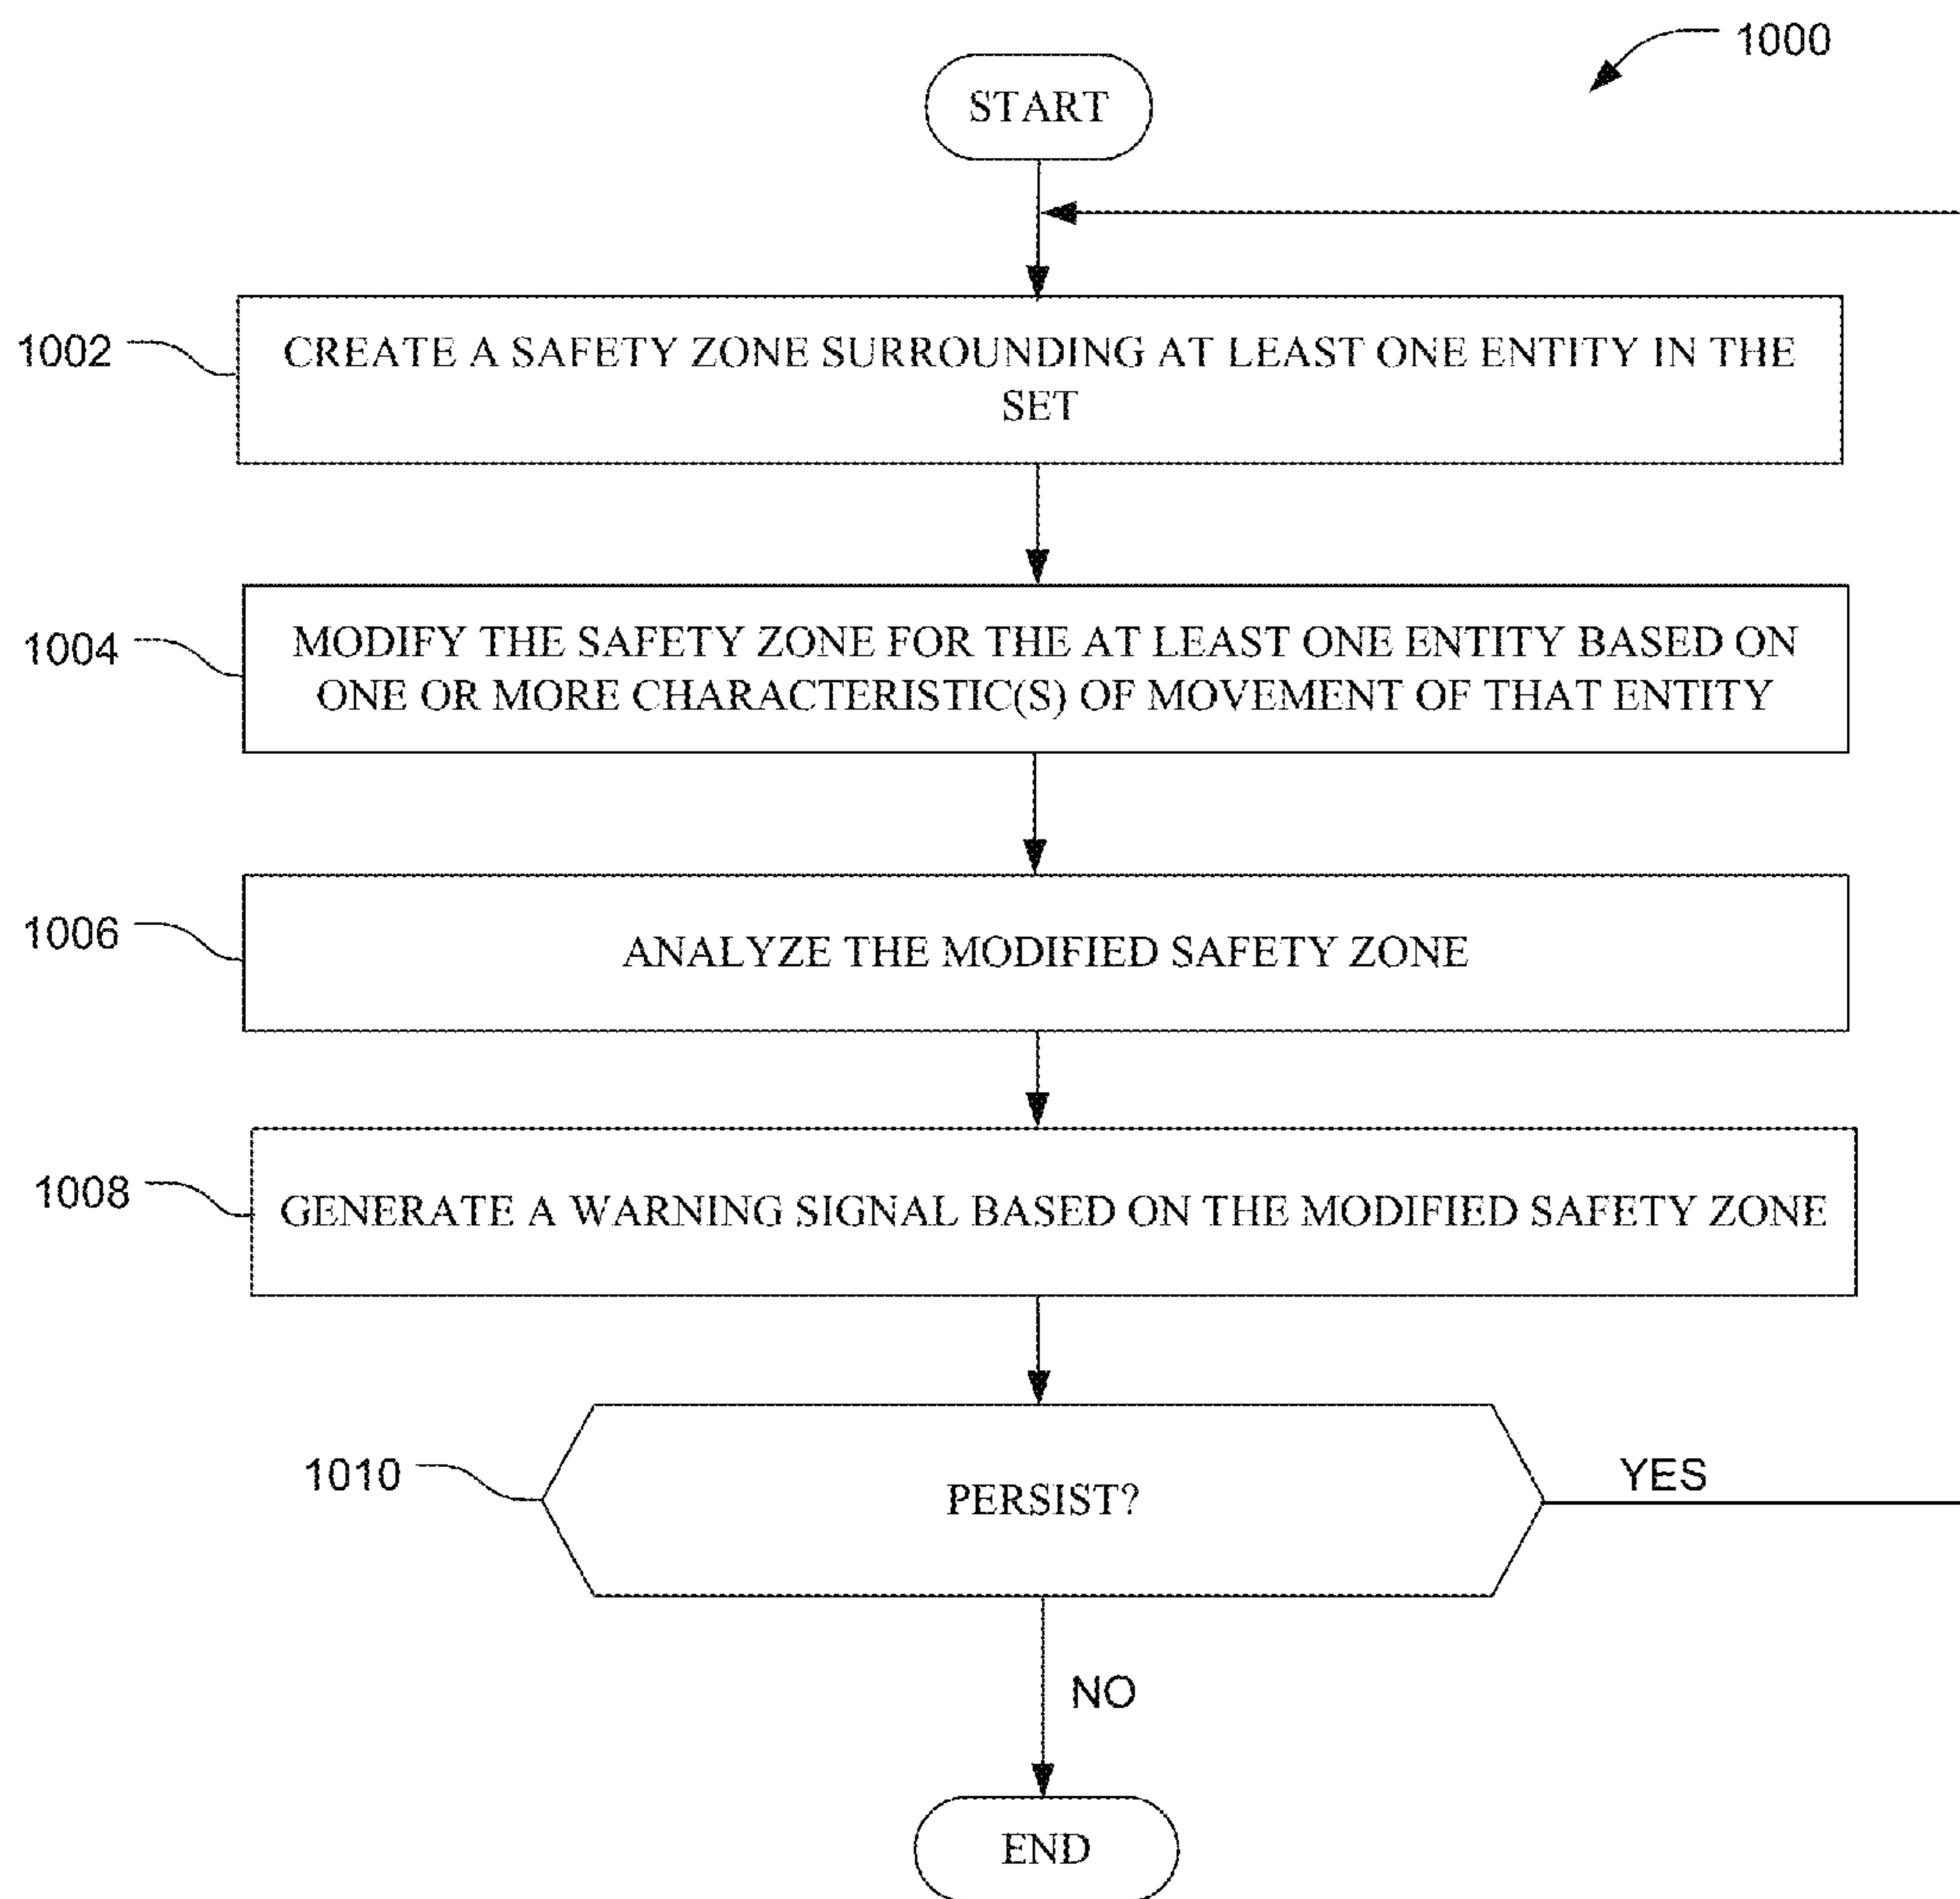 1000
START
1002
CREATE A SAFETY ZONE SURROUNDING AT LEAST ONE ENTITY IN THE
SET
1004
MODIFY THE SAFETY ZONE FOR THE AT LEAST ONE ENTITY BASED ON
ONE OR MORE CHARACTERISTIC(S) OF MOVEMENT OF THAT ENTITY
1006
ANALYZE THE MODIFIED SAFETY ZONE
1008
GENERATE A WARNING SIGNAL BASED ON THE MODIFIED SAFETY ZONE
1010
PERSIST?
YES
NO
END